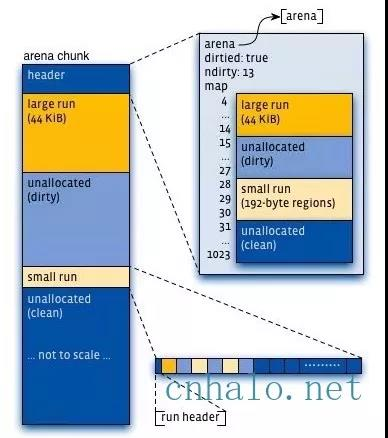 [arena]
arena chunk
header
large run
(44 KiB)
unallocated
(dirty)
small run
unallocated
(clean)
... not to scale ...
arena
dirtied: true
ndirty: 13
map
4
...
14
15
...
27
28
29
30
31
...
1023
large run
(44 KiB)
unallocated
(dirty)
small run
(192-byte regions)
unallocated
(clean)
.........
cnhalo.net
[run header]